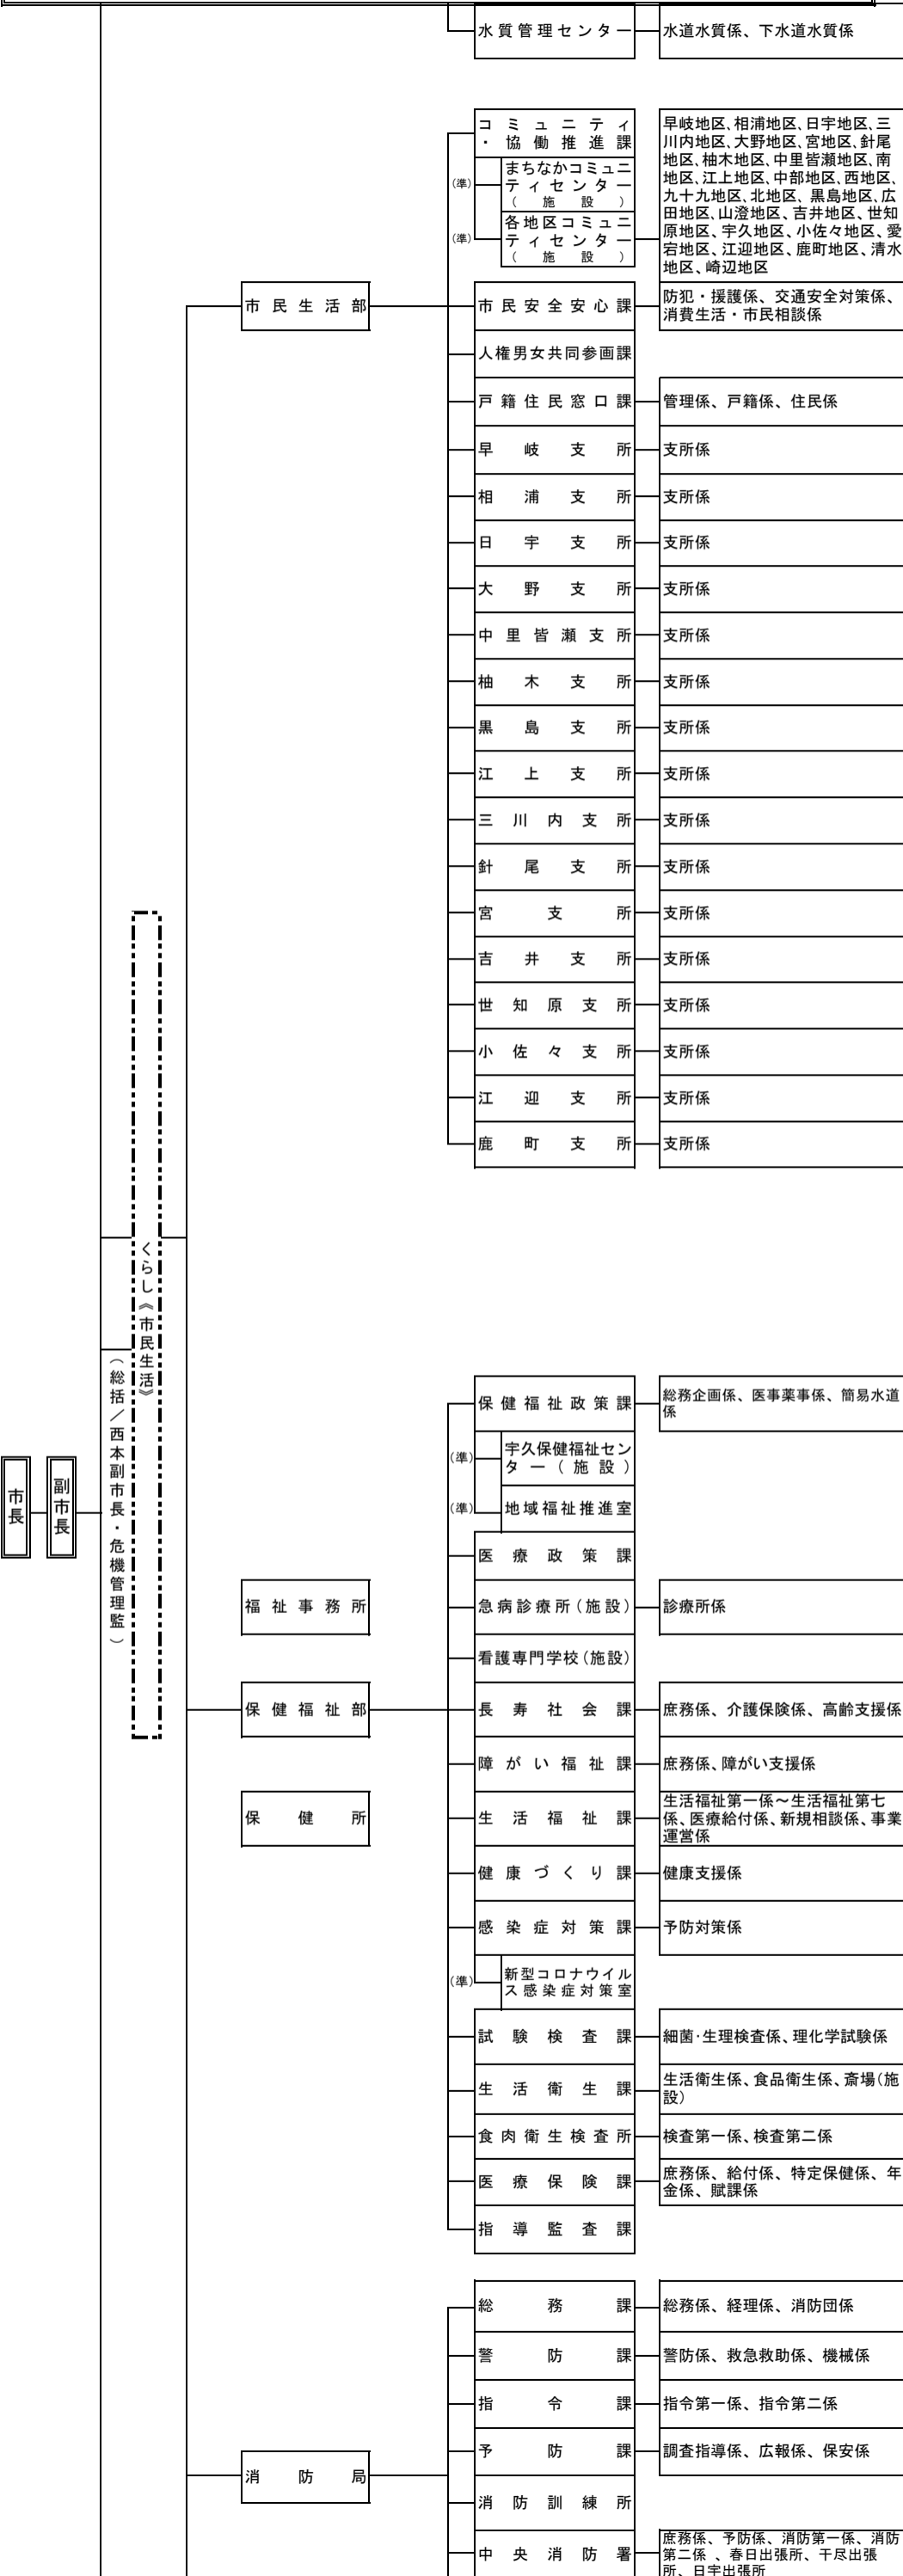 水質管理センター
水道水質係、下水道水質係
コミュニティ
・協働推進課
(準)
まちなかコミュニ
ティセンター
(施設)
(準)
各地区コミュニ
ティセンター
(施設)
早岐地区、相浦地区、日宇地区、三
川内地区、大野地区、宮地区、針尾
地区、柚木地区、中里皆瀬地区、南
地区、江上地区、中部地区、西地区、
九十九地区、北地区、黒島地区、広
田地区、山澄地区、吉井地区、世知
原地区、宇久地区、小佐々地区、愛
宕地区、江迎地区、鹿町地区、清水
地区、崎辺地区
市民生活部
市民安全安心課
防犯・援護係、交通安全対策係、
消費生活・市民相談係
人権男女共同参画課
戸籍住民窓口課
管理係、戸籍係、住民係
早岐支所
支所係
相浦支所
支所係
日宇支所
支所係
大野支所
支所係
中里皆瀬支所
支所係
柚木支所
支所係
黒島支所
支所係
江上支所
支所係
三川内支所
支所係
針尾支所
支所係
宮支所
支所係
吉井支所
支所係
世知原支所
支所係
小佐々支所
支所係
江迎支所
支所係
鹿町支所
支所係
くらし《市民生活》
(総括/西本副市長・危機管理監)
市長
副市長
保健福祉政策課
総務企画係、医事薬事係、簡易水道
係
(準)
宇久保健福祉セン
ター(施設)
(準)
地域福祉推進室
医療政策課
福祉事務所
急病診療所(施設)
診療所係
看護専門学校(施設)
保健福祉部
長寿社会課
庶務係、介護保険係、高齢支援係
障がい福祉課
庶務係、障がい支援係
保健所
生活福祉課
生活福祉第一係～生活福祉第七
係、医療給付係、新規相談係、事業
運営係
健康づくり課
健康支援係
感染症対策課
予防対策係
(準)
新型コロナウイル
ス感染症対策室
試験検査課
細菌・生理検査係、理化学試験係
生活衛生課
生活衛生係、食品衛生係、斎場(施
設)
食肉衛生検査所
検査第一係、検査第二係
医療保険課
庶務係、給付係、特定保健係、年
金係、賦課係
指導監査課
総務課
総務係、経理係、消防団係
警防課
警防係、救急救助係、機械係
指令課
指令第一係、指令第二係
予防課
調査指導係、広報係、保安係
消防局
消防訓練所
中央消防署
庶務係、予防係、消防第一係、消防
第二係 、春日出張所、干尽出張
所、日宇出張所